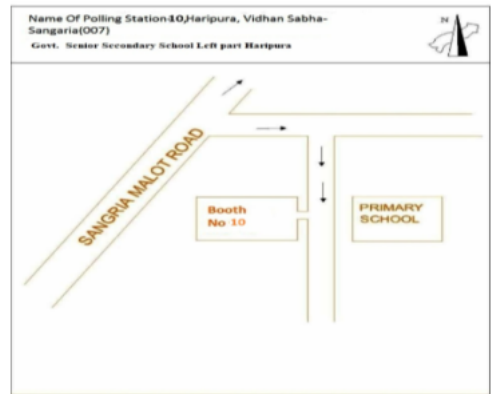 Name Of Polling Station-10,Haripura, Vidhan Sabha-
Sangaria(007)
Govt. Senior Secondary School Left part Haripura
N
SANGRIA MALOT ROAD
Booth
No 10
PRIMARY
SCHOOL